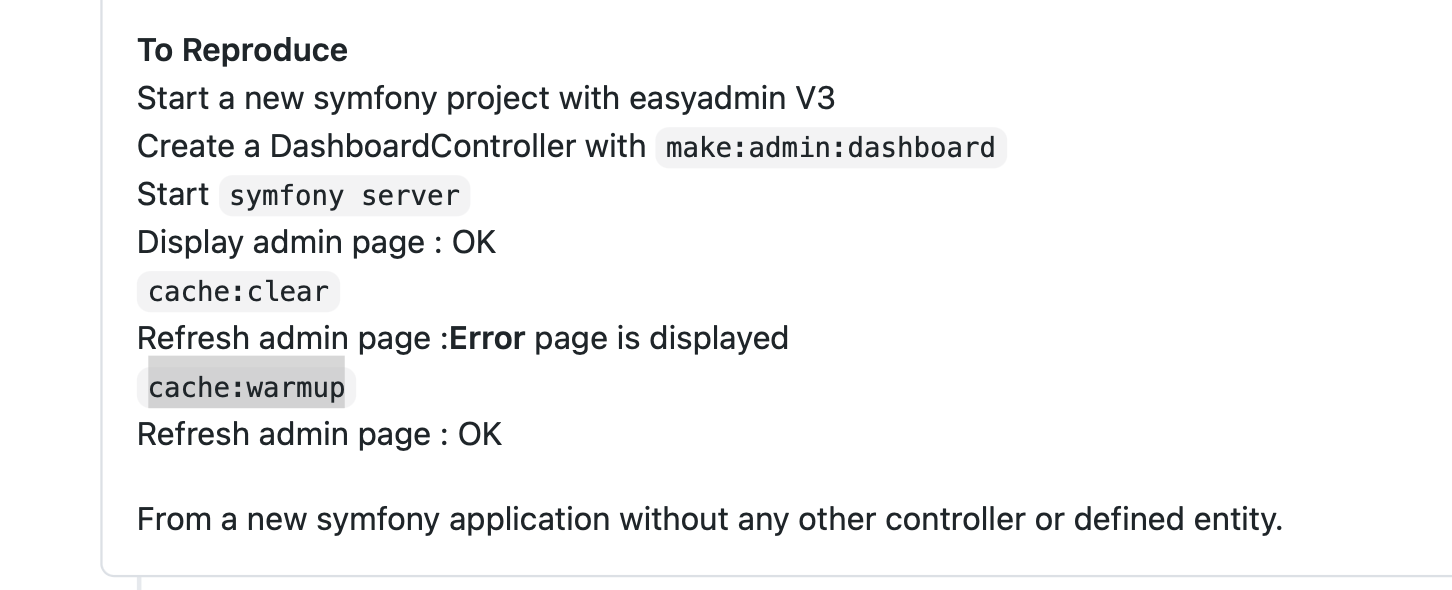 To Reproduce
Start a new symfony project with easyadmin V3
Create a DashboardController with make:admin:dashboard
Start symfony server
Display admin page : OK
cache:clear
Refresh admin page :Error page is displayed
cache:warmup
Refresh admin page : OK
From a new symfony application without any other controller or defined entity.